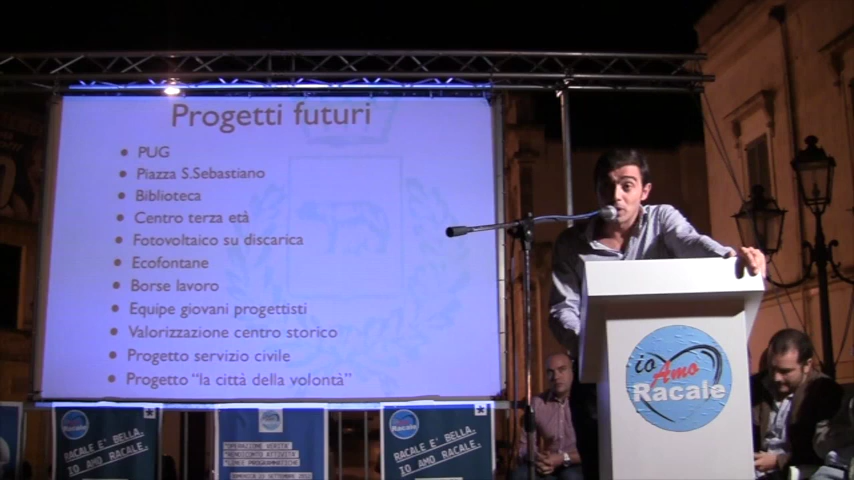 Progetti futuri
• PUG
• Piazza S.Sebastiano
• Biblioteca
• Centro terza età
• Fotovoltaico su discarica
• Ecofontane
• Borse lavoro
• Equipe giovani progettisti
• Valorizzazione centro storico
• Progetto servizio civile
• Progetto “la città della volontà”
io
Amo
Racale
RACALE E' BELLA.
IO AMO RACALE.
"OPERAZIONE VERITA'
RACALE E' BELLA.
IO AMO RACALE.